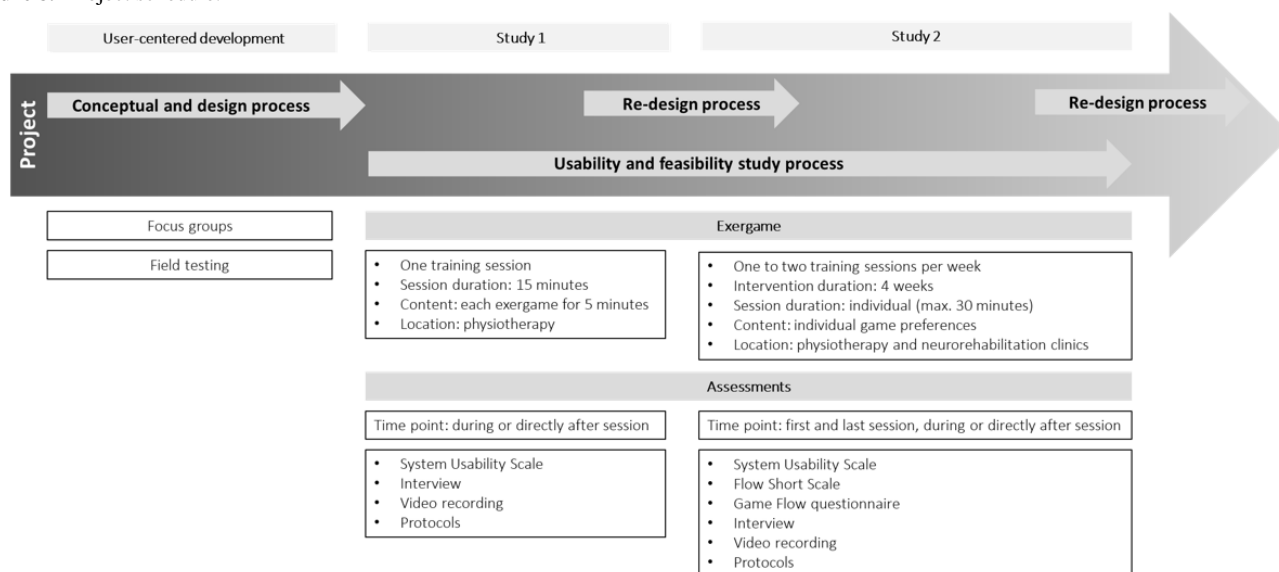 User-centered development
Study 1
Study 2
Project
Conceptual and design process
Re-design process
Re-design process
Usability and feasibility study process
Focus groups
Field testing
Exergame
• One training session
• Session duration: 15 minutes
• Content: each exergame for 5 minutes
• Location: physiotherapy
• One to two training sessions per week
• Intervention duration: 4 weeks
• Session duration: individual (max. 30 minutes)
• Content: individual game preferences
• Location: physiotherapy and neurorehabilitation clinics
Assessments
Time point: during or directly after session
Time point: first and last session, during or directly after session
• System Usability Scale
• Interview
• Video recording
• Protocols
• System Usability Scale
• Flow Short Scale
• Game Flow questionnaire
• Interview
• Video recording
• Protocols